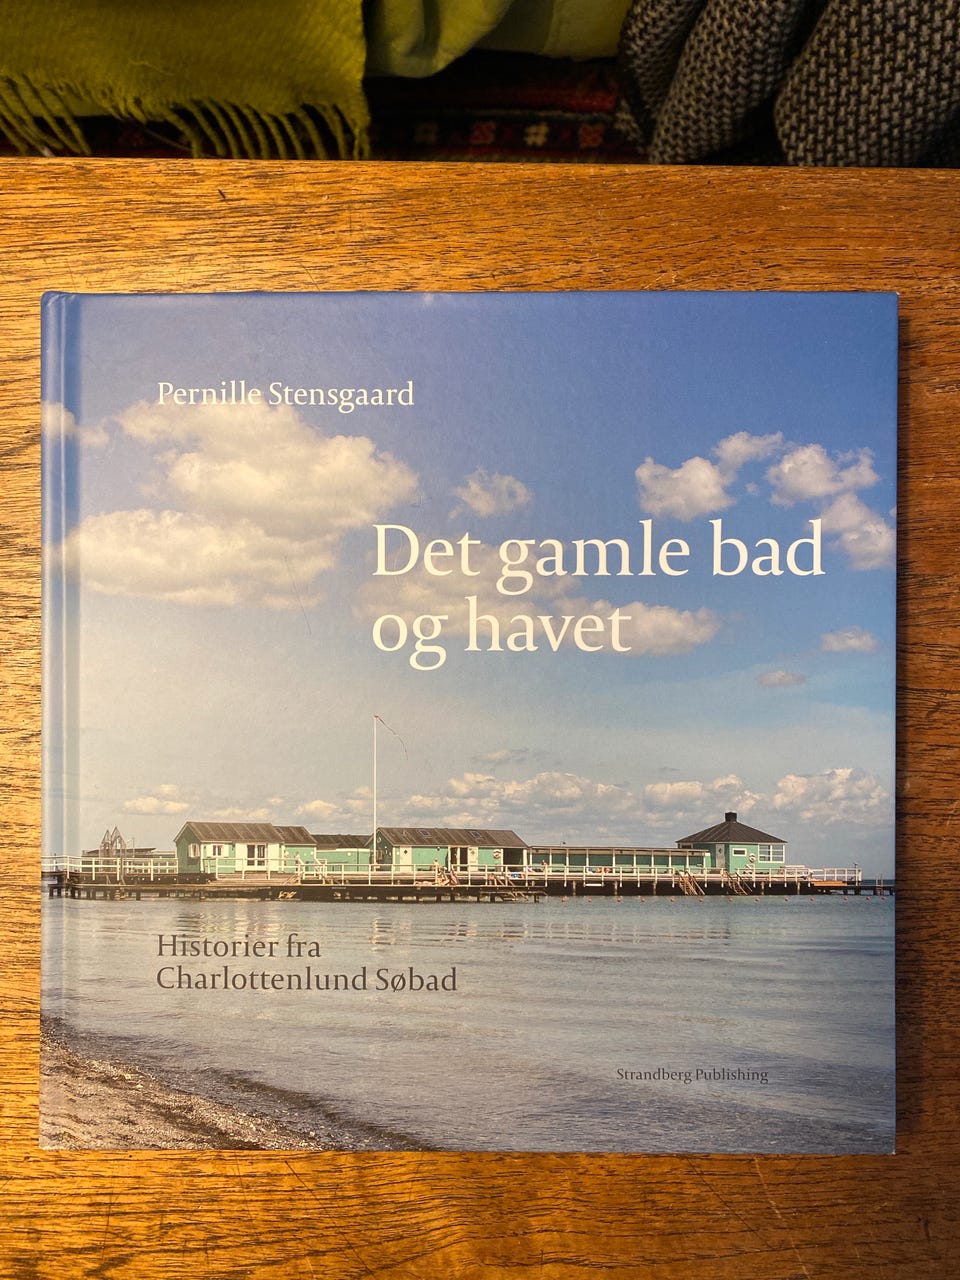 Pernille Stensgaard
Det gamle bad
og havet
Historier fra
Charlottenlund Søbad
Strandberg Publishing